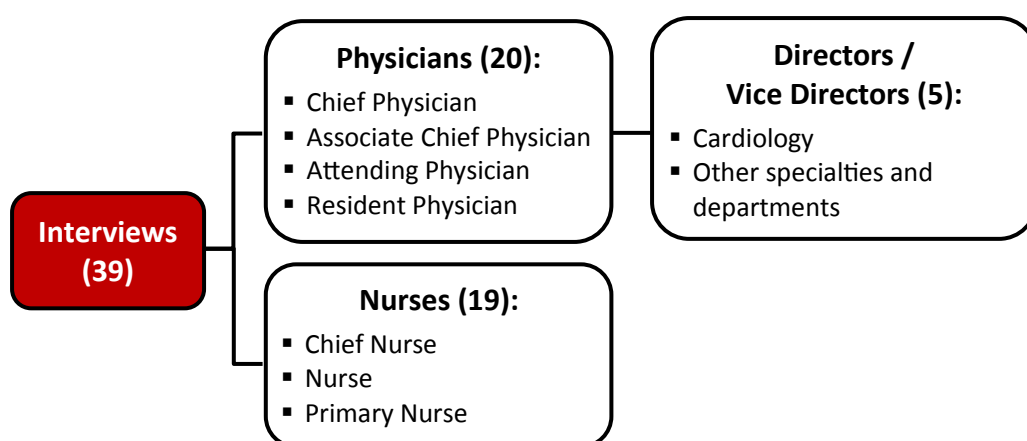 Interviews
(39)
Physicians (20):
▪ Chief Physician
▪ Associate Chief Physician
▪ Attending Physician
▪ Resident Physician
Directors /
Vice Directors (5):
▪ Cardiology
▪ Other specialties and
departments
Nurses (19):
▪ Chief Nurse
▪ Nurse
▪ Primary Nurse